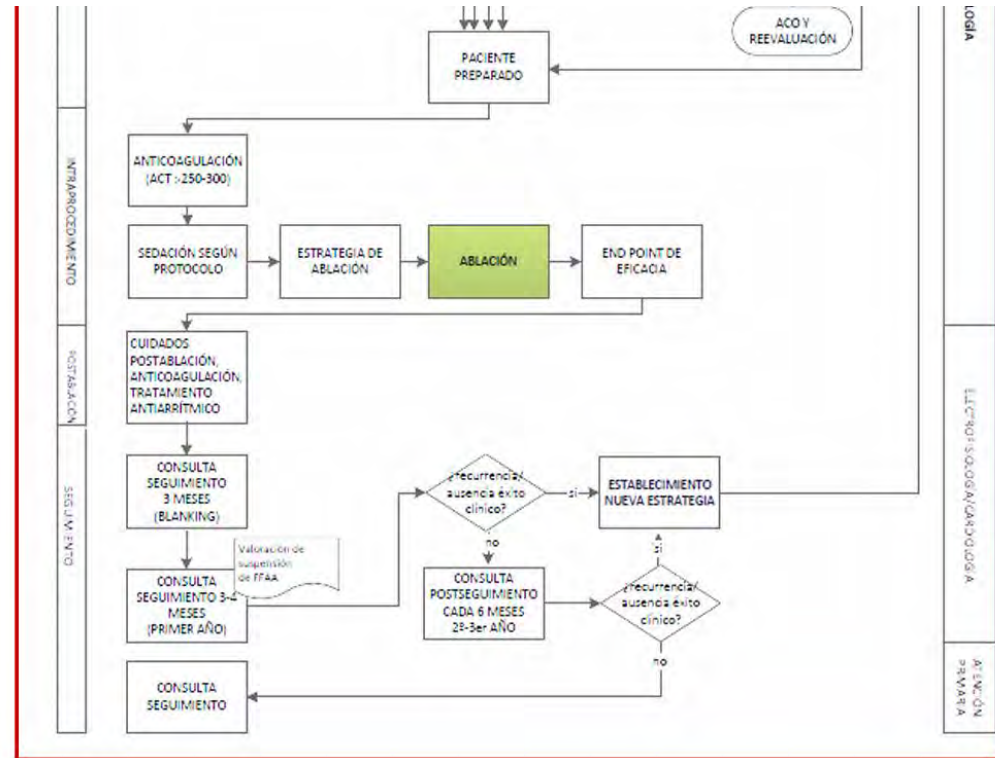 ACO Y
REEVALUACIÓN
OLOGÍA
PACIENTE
PREPARADO
INTRAPROCEDIMIENTO
ANTICOAGULACIÓN
(ACT :-250-300)
SEDACIÓN SEGÚN
PROTOCOLO
ESTRATEGIA DE
ABLACIÓN
ABLACIÓN
END POINT DE
EFICACIA
POSTABLACIÓN
CUIDADOS
POSTABLACIÓN,
ANTICOAGULACIÓN,
TRATAMIENTO
ANTIARRÍTMICO
ELECTROFISIOLOGÍA/CARDIOLOGÍA
SEGUIMIENTO
CONSULTA
SEGUIMIENTO
3 MESES
(BLANKING)
¿recurrencia/
ausencia éxito
clínico?
si
ESTABLECIMIENTO
NUEVA ESTRATEGIA
no
Valoración de
suspensión
de FFAA
CONSULTA
SEGUIMIENTO 3-4
MESES
(PRIMER AÑO)
CONSULTA
POSTSEGUIMIENTO
CADA 6 MESES
2º-3er AÑO
si
¿recurrencia/
ausencia éxito
clínico?
no
CONSULTA
SEGUIMIENTO
ATENCIÓN
PRIMARIA